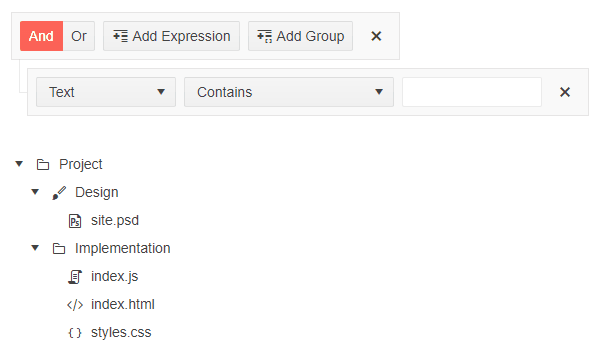 And Or Add Expression Add Group
Text Contains
Project
Design
Ps site.psd
Implementation
index.js
</> index.html
{ } styles.css